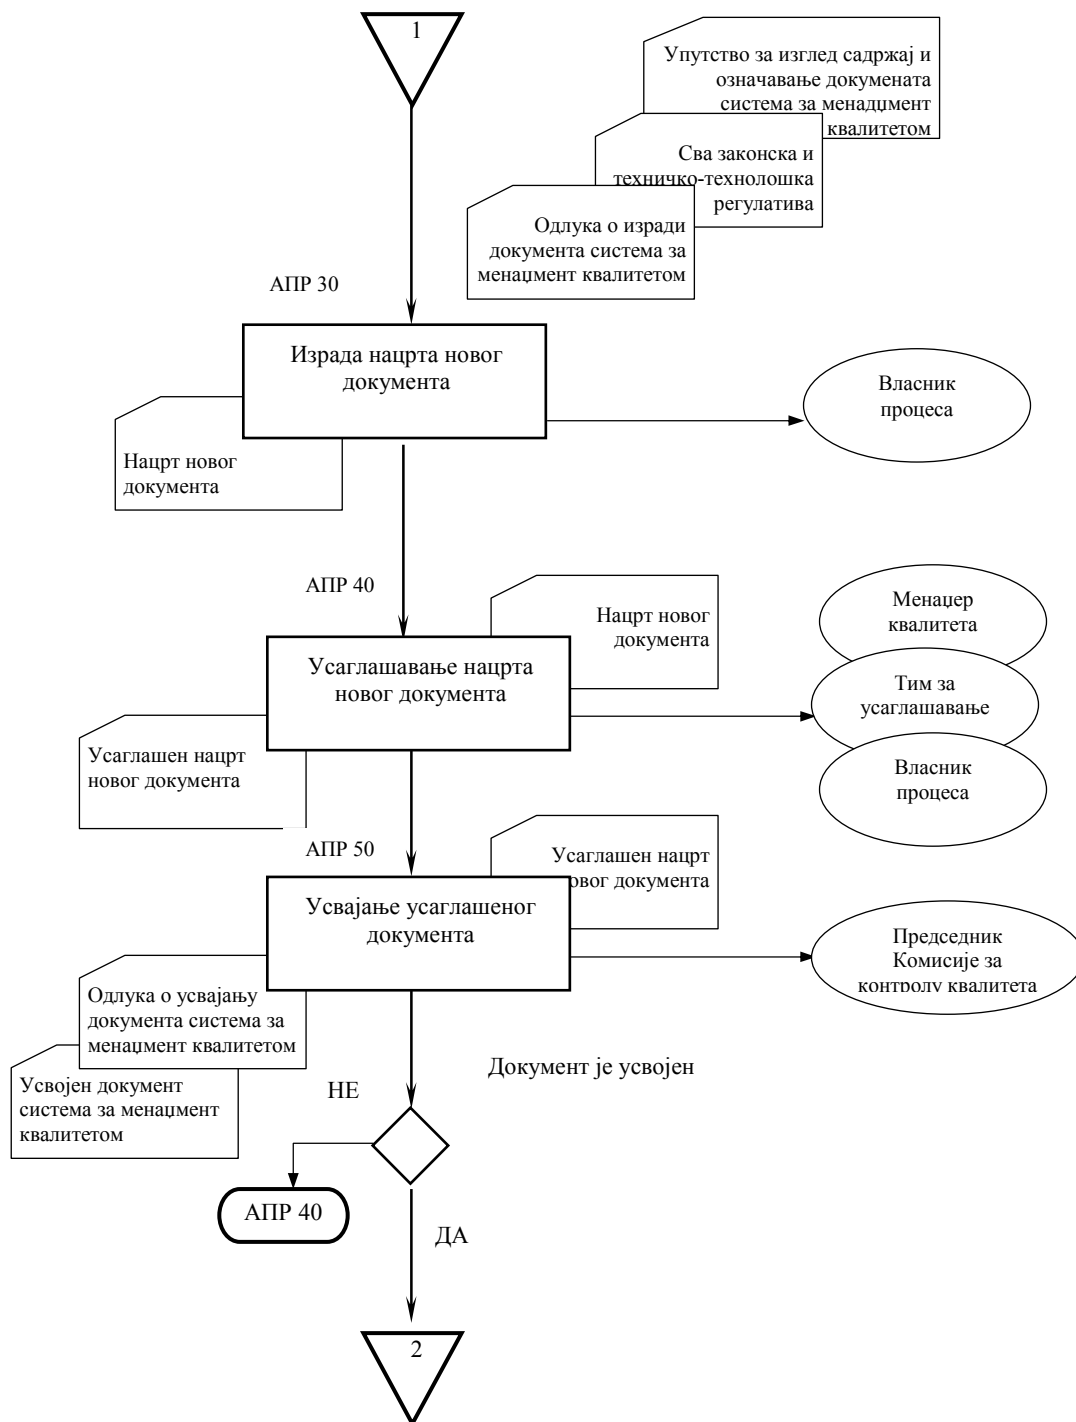 1
Упутство за изглед садржај и
означавање докумената
система за менадџмент
квалитетом
Сва законска и
техничко-технолошка
регулатива
Одлука о изради
документа система за
менаџмент квалитетом
АПР 30
Израда нацрта новог
документа
Власник
процеса
Нацрт новог
документа
АПР 40
Нацрт новог
документа
Менаџер
квалитета
Усаглашавање нацрта
новог документа
Тим за
усаглашавање
Усаглашен нацрт
новог документа
Власник
процеса
АПР 50
Усаглашен нацрт
новог документа
Усвајање усаглашеног
документа
Председник
Комисије за
контролу квалитета
Одлука о усвајању
документа система за
менаџмент квалитетом
Усвојен документ
система за менаџмент
квалитетом
Документ је усвојен
НЕ
АПР 40
ДА
2